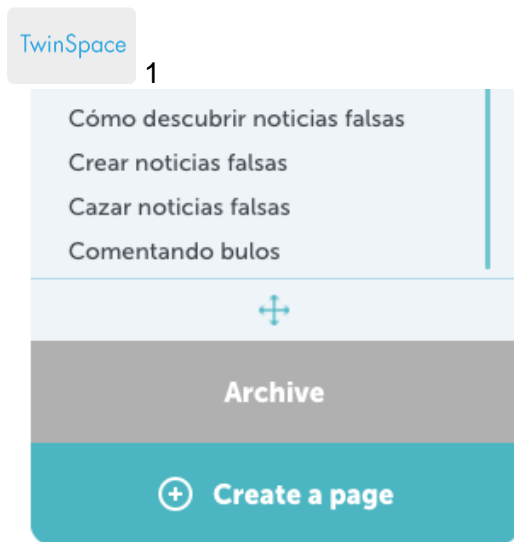 TwinSpace
1
Cómo descubrir noticias falsas
Crear noticias falsas
Cazar noticias falsas
Comentando bulos
Archive
Create a page